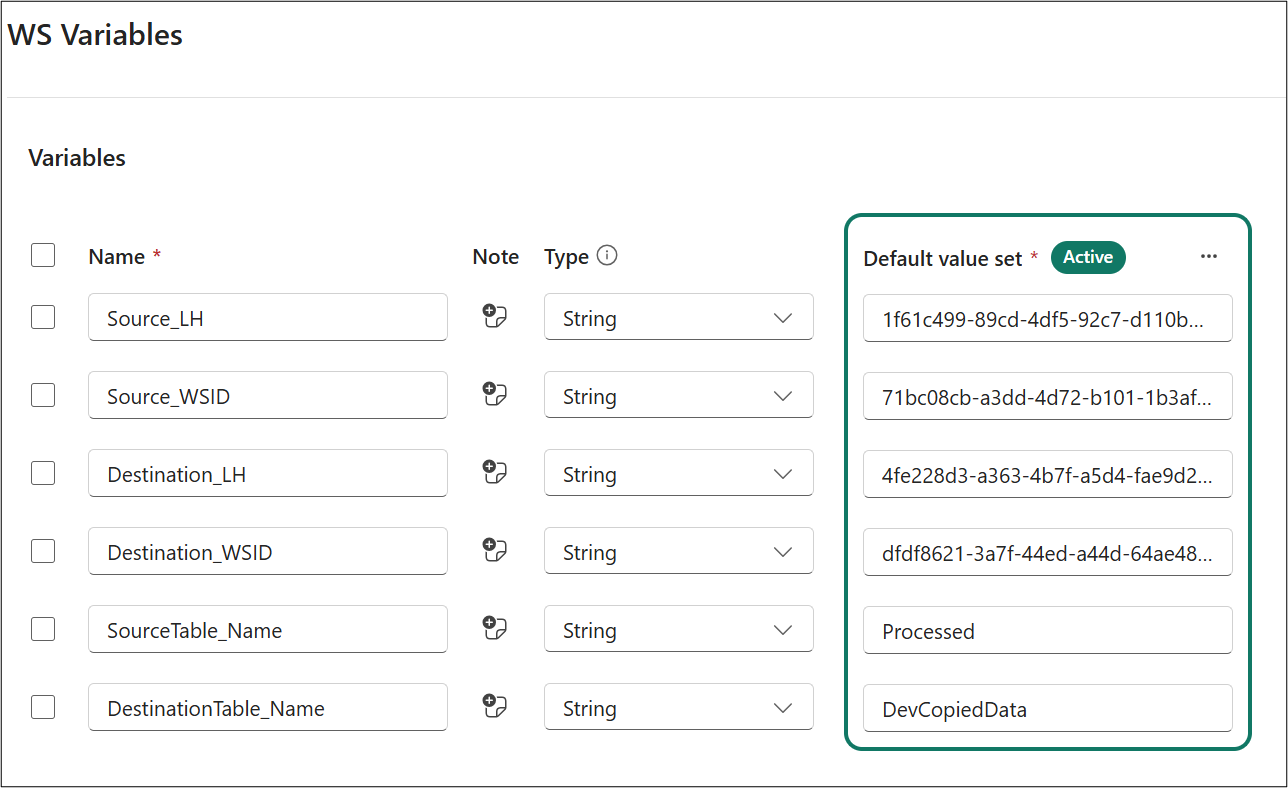 WS Variables
Variables
Name * Note Type Default value set * Active
Source_LH String 1f61c499-89cd-4df5-92c7-d110b...
Source_WSID String 71bc08cb-a3dd-4d72-b101-1b3af...
Destination_LH String 4fe228d3-a363-4b7f-a5d4-fae9d2...
Destination_WSID String dfdf8621-3a7f-44ed-a44d-64ae48...
SourceTable_Name String Processed
DestinationTable_Name String DevCopiedData